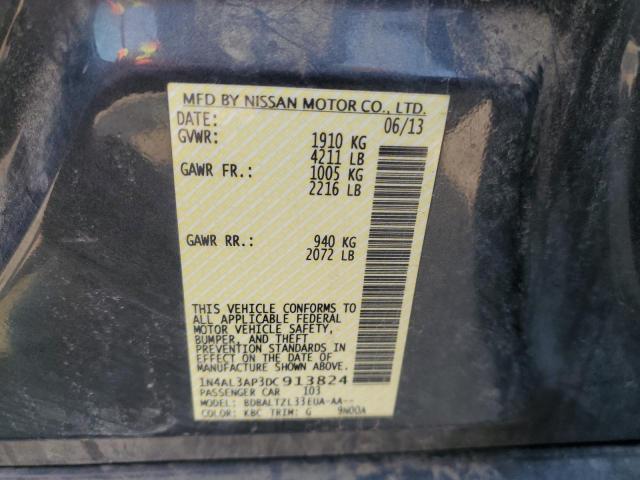 MFD BY NISSAN MOTOR CO., LTD.
DATE: 06/13
GVWR: 1910 KG
4211 LB
GAWR FR.: 1005 KG
2216 LB
GAWR RR.: 940 KG
2072 LB
THIS VEHICLE CONFORMS TO
ALL APPLICABLE FEDERAL
MOTOR VEHICLE SAFETY,
BUMPER, AND THEFT
PREVENTION STANDARDS IN
EFFECT ON THE DATE OF
MANUFACTURE SHOWN ABOVE.
1N4AL3AP3DC913824
PASSENGER CAR 103
MODEL: BDBALTZL33EUA-AA--
COLOR: KBC TRIM: G 9N00A